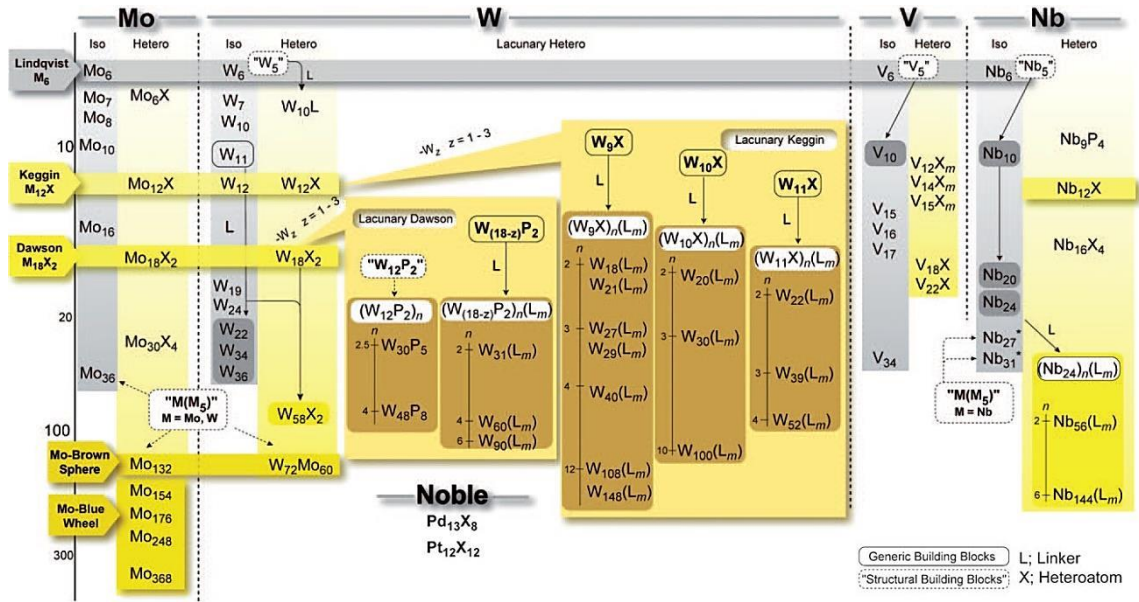 Mo
W
V
Nb
Iso
Hetero
Iso
Hetero
Lacunary Hetero
Iso
Hetero
Iso
Hetero
Lindqvist
M6
Mo6
W6
"W5"
L
V6
"V5"
Nb6
"Nb5"
Mo7
Mo6X
Mo8
W7
W10
W10L
10
Mo10
W11
-Wz z = 1 - 3
W9X
Lacunary Keggin
W10X
W11X
L
L
L
V10
V12Xm
V14Xm
V15Xm
Nb10
Nb9P4
Keggin
M12X
Mo12X
W12
W12X
Nb12X
Mo16
L
-Wz z = 1 - 3
Lacunary Dawson
W(18-z)P2
L
(W9X)n(Lm)
(W10X)n(Lm)
(W11X)n(Lm)
V15
V16
V17
V18X
V22X
Nb16X4
Dawson
M18X2
Mo18X2
W18X2
"W12P2"
W19
W24
W22
W34
W36
20
(W12P2)n
(W(18-z)P2)n(Lm)
n
2.5
W30P5
4
W48P8
n
2
W31(Lm)
4
W60(Lm)
6
W90(Lm)
n
2
W18(Lm)
W21(Lm)
3
W27(Lm)
W29(Lm)
4
W40(Lm)
12
W108(Lm)
W148(Lm)
n
2
W20(Lm)
3
W30(Lm)
10
W100(Lm)
n
2
W22(Lm)
3
W39(Lm)
4
W52(Lm)
Nb20
Nb24
Nb27*
Nb31*
L
Mo30X4
Mo36
V34
(Nb24)n(Lm)
"M(M5)"
M = Mo, W
W58X2
"M(M5)"
M = Nb
n
2
Nb56(Lm)
6
Nb144(Lm)
100
Mo-Brown
Sphere
Mo132
W72Mo60
Mo-Blue
Wheel
Mo154
Mo176
Mo248
Mo368
300
Noble
Pd13X8
Pt12X12
Generic Building Blocks
L; Linker
"Structural Building Blocks"
X; Heteroatom